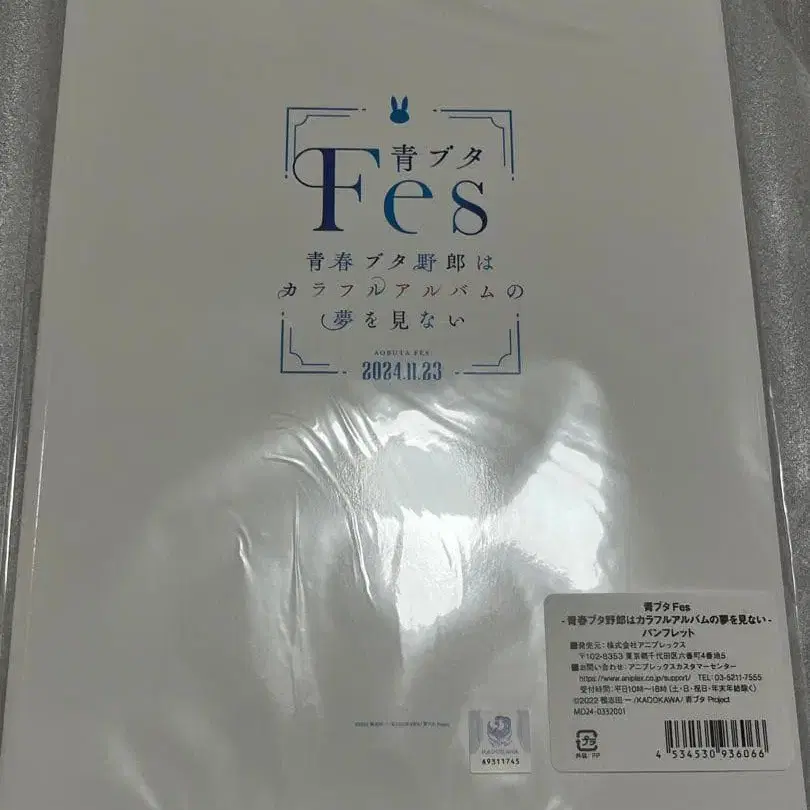 青ブタ
Fes
青春ブタ野郎は
カラフルアルバムの
夢を見ない
AOBUTA FES
2024.11.23
KADOKAWA
49311745
青ブタFes
-青春ブタ野郎はカラフルアルバムの夢を見ない-
パンフレット
■発売元：株式会社アニプレックス
〒102-8353 東京都千代田区六番町4番地5
■お問い合わせ：アニプレックスカスタマーセンター
https://www.aniplex.co.jp/support/ TEL 03-5211-7555
受付時間：平日10時～18時(土・日・祝日・年末年始除く)
©2022 鴨志田 一/KADOKAWA/青ブタ Project
MD24-0332001
プラ
外装：PP
4 534530 936066